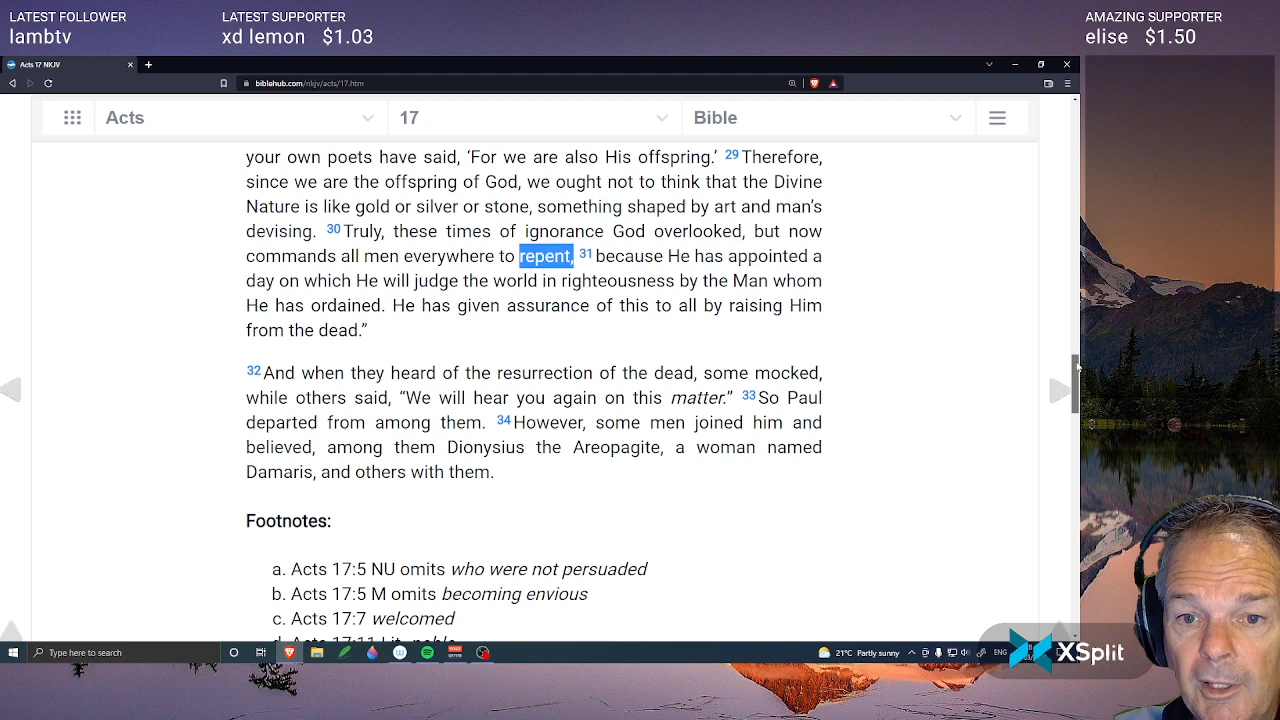 LATEST FOLLOWER
lambtv
LATEST SUPPORTER
xd lemon $1.03
AMAZING SUPPORTER
elise $1.50
Acts 17 NKJV
biblehub.com/nkjv/acts/17.htm
Acts
17
Bible
your own poets have said, ‘For we are also His offspring.’ 29 Therefore,
since we are the offspring of God, we ought not to think that the Divine
Nature is like gold or silver or stone, something shaped by art and man’s
devising. 30 Truly, these times of ignorance God overlooked, but now
commands all men everywhere to repent, 31 because He has appointed a
day on which He will judge the world in righteousness by the Man whom
He has ordained. He has given assurance of this to all by raising Him
from the dead.”
32 And when they heard of the resurrection of the dead, some mocked,
while others said, “We will hear you again on this matter.” 33 So Paul
departed from among them. 34 However, some men joined him and
believed, among them Dionysius the Areopagite, a woman named
Damaris, and others with them.
Footnotes:
a. Acts 17:5 NU omits who were not persuaded
b. Acts 17:5 M omits becoming envious
c. Acts 17:7 welcomed
d. Acts 17:11 Lit. noble
Type here to search
21°C Partly sunny
ENG
XSplit